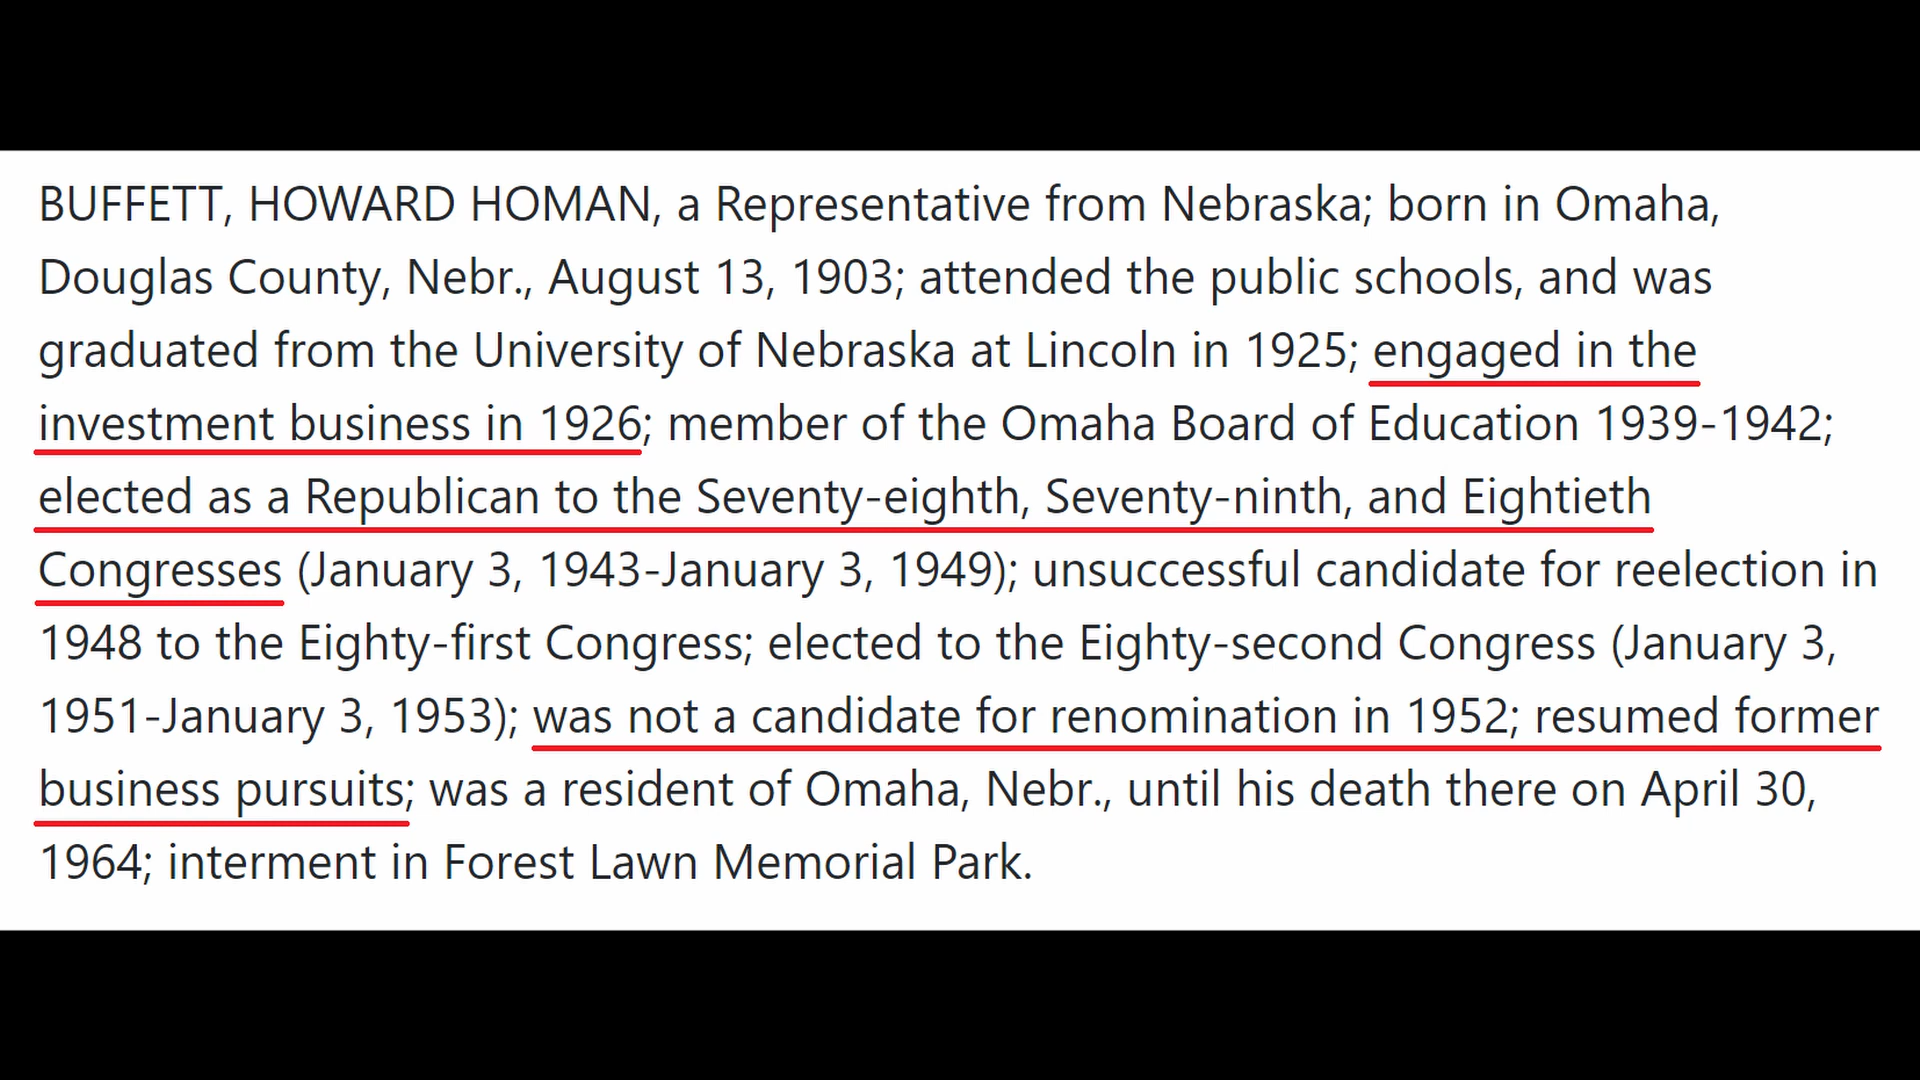 BUFFETT, HOWARD HOMAN, a Representative from Nebraska; born in Omaha,
Douglas County, Nebr., August 13, 1903; attended the public schools, and was
graduated from the University of Nebraska at Lincoln in 1925; engaged in the
investment business in 1926; member of the Omaha Board of Education 1939-1942;
elected as a Republican to the Seventy-eighth, Seventy-ninth, and Eightieth
Congresses (January 3, 1943-January 3, 1949); unsuccessful candidate for reelection in
1948 to the Eighty-first Congress; elected to the Eighty-second Congress (January 3,
1951-January 3, 1953); was not a candidate for renomination in 1952; resumed former
business pursuits; was a resident of Omaha, Nebr., until his death there on April 30,
1964; interment in Forest Lawn Memorial Park.